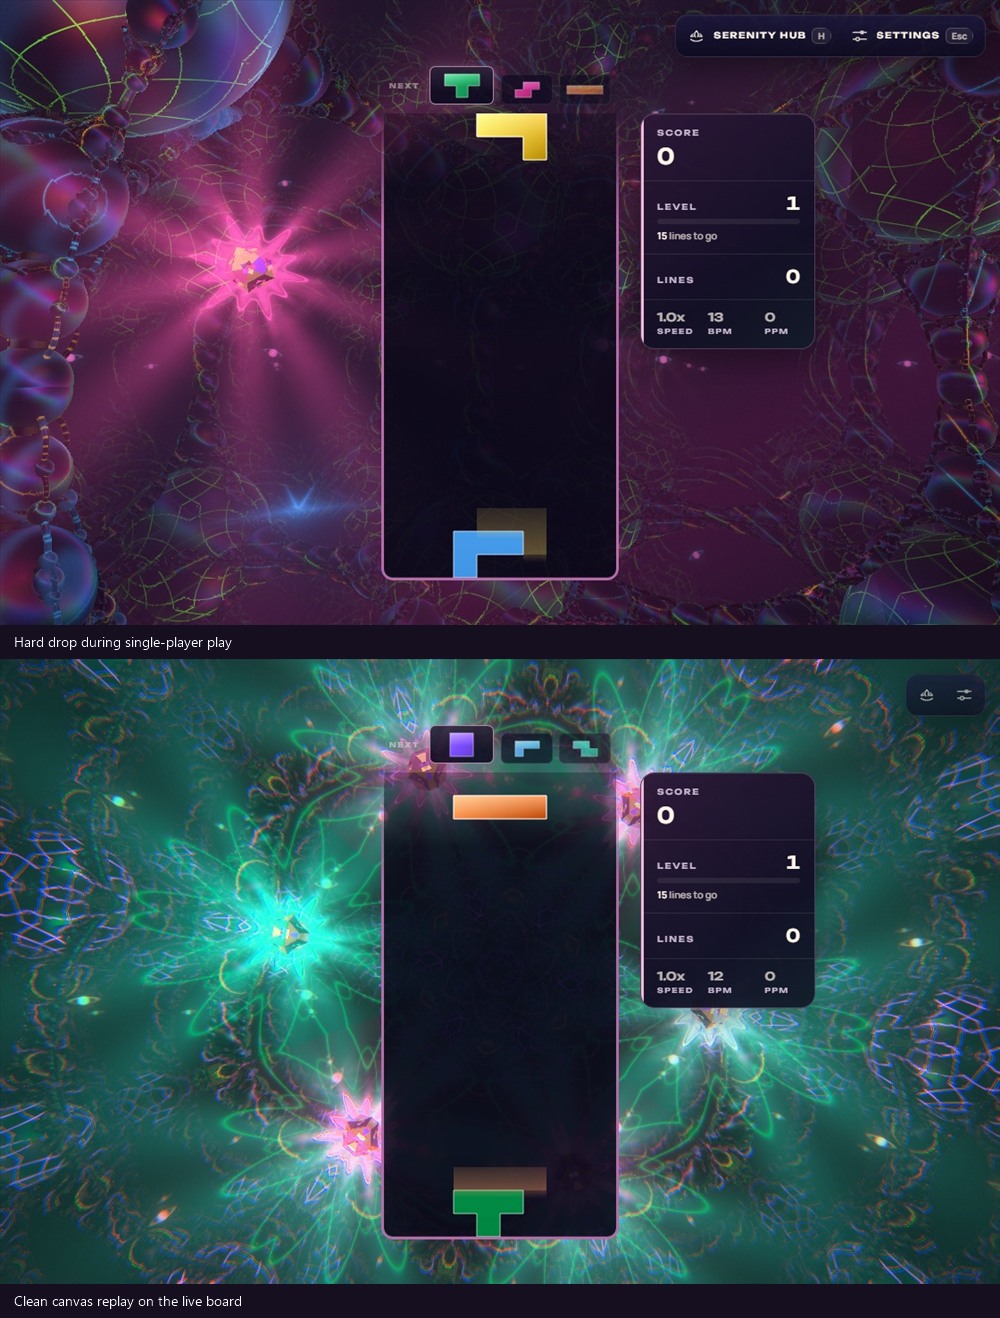 SERENITY HUB H SETTINGS Esc
NEXT
SCORE
0
LEVEL 1
15 lines to go
LINES 0
1.0x 13 0
SPEED BPM PPM
Hard drop during single-player play
NEXT
SCORE
0
LEVEL 1
15 lines to go
LINES 0
1.0x 12 0
SPEED BPM PPM
Clean canvas replay on the live board